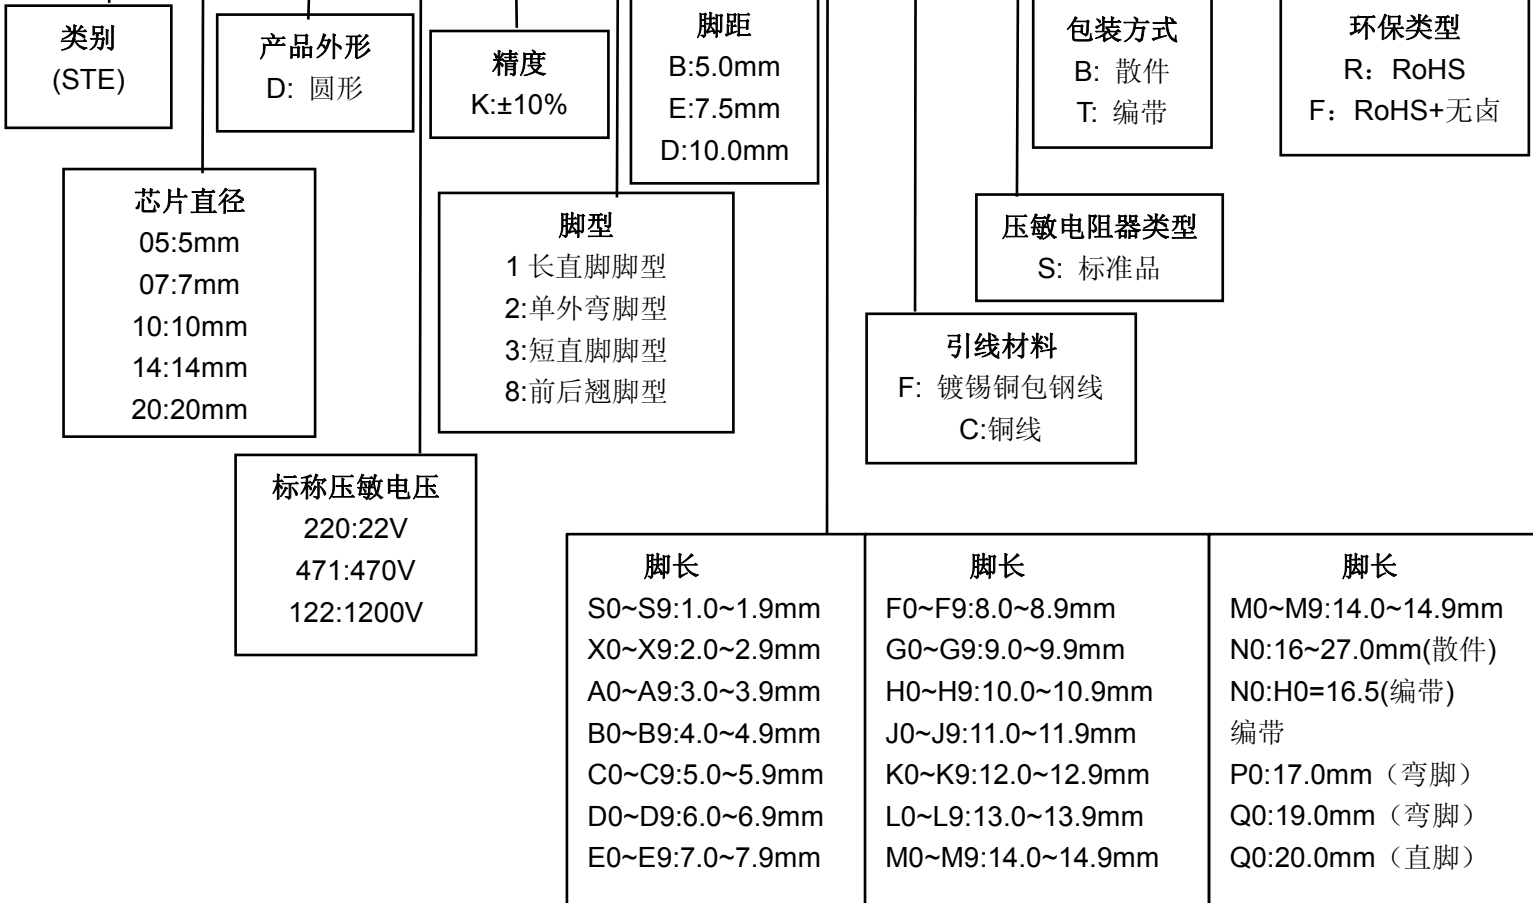 类别
(STE)
产品外形
D: 圆形
精度
K:±10%
脚距
B:5.0mm
E:7.5mm
D:10.0mm
包装方式
B: 散件
T: 编带
环保类型
R：RoHS
F：RoHS+无卤
芯片直径
05:5mm
07:7mm
10:10mm
14:14mm
20:20mm
脚型
1 长直脚脚型
2:单外弯脚型
3:短直脚脚型
8:前后翘脚型
压敏电阻器类型
S: 标准品
引线材料
F: 镀锡铜包钢线
C:铜线
标称压敏电压
220:22V
471:470V
122:1200V
脚长
S0~S9:1.0~1.9mm
X0~X9:2.0~2.9mm
A0~A9:3.0~3.9mm
B0~B9:4.0~4.9mm
C0~C9:5.0~5.9mm
D0~D9:6.0~6.9mm
E0~E9:7.0~7.9mm
脚长
F0~F9:8.0~8.9mm
G0~G9:9.0~9.9mm
H0~H9:10.0~10.9mm
J0~J9:11.0~11.9mm
K0~K9:12.0~12.9mm
L0~L9:13.0~13.9mm
M0~M9:14.0~14.9mm
脚长
M0~M9:14.0~14.9mm
N0:16~27.0mm(散件)
N0:H0=16.5(编带)
编带
P0:17.0mm（弯脚）
Q0:19.0mm（弯脚）
Q0:20.0mm（直脚）